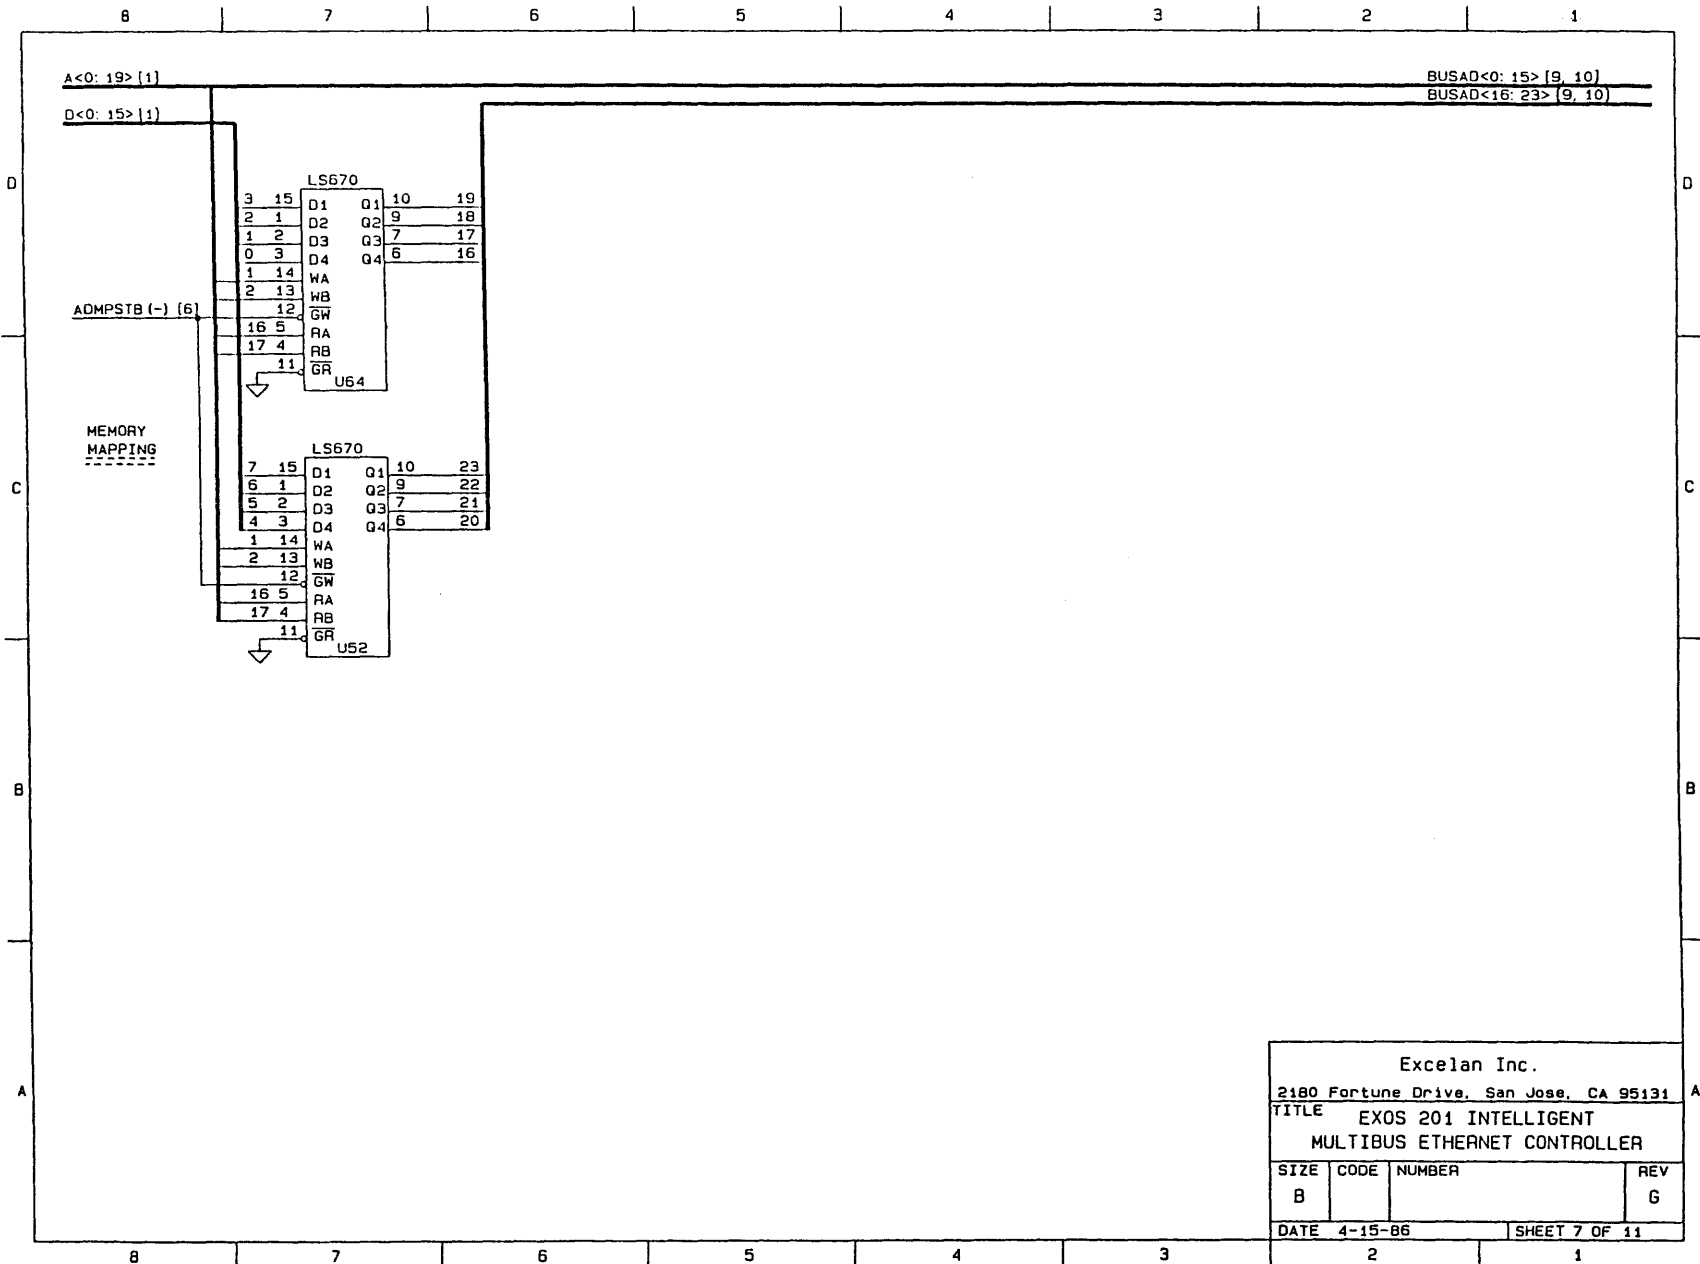 8 7 6 5 4 3 2 1
A<0: 19> [1]
BUSAD<0: 15> [9, 10]
BUSAD<16: 23> [9, 10]
D<0: 15> [1]
D D
LS670
3 15 D1 Q1 10 19
2 1 D2 Q2 9 18
1 2 D3 Q3 7 17
0 3 D4 Q4 6 16
1 14 WA
2 13 WB
ADMPSTB (-) [6] 12 GW
16 5 RA
17 4 RB
11 GR
U64
MEMORY
MAPPING
LS670
7 15 D1 Q1 10 23
6 1 D2 Q2 9 22
5 2 D3 Q3 7 21
4 3 D4 Q4 6 20
C C
1 14 WA
2 13 WB
12 GW
16 5 RA
17 4 RB
11 GR
U52
B B
A A
Excelan Inc.
2180 Fortune Drive, San Jose, CA 95131
TITLE EXOS 201 INTELLIGENT
MULTIBUS ETHERNET CONTROLLER
SIZE CODE NUMBER REV
B G
DATE 4-15-86 SHEET 7 OF 11
8 7 6 5 4 3 2 1